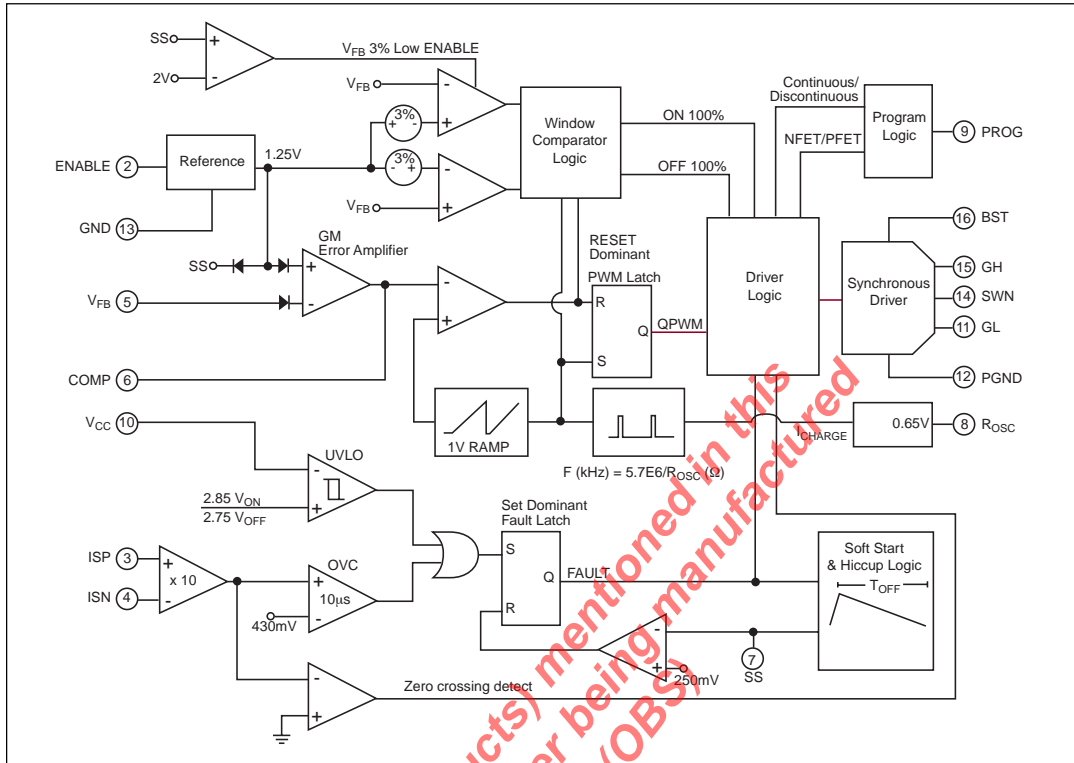 SS
+
2V
-
VFB 3% Low ENABLE
VFB
-
+
+ 3% -
Window
Comparator
Logic
ON 100%
OFF 100%
Continuous/
Discontinuous
NFET/PFET
Program
Logic
9 PROG
ENABLE 2
Reference
1.25V
- 3% +
-
+
VFB
GND 13
GM
Error Amplifier
SS
+
VFB 5
-
-
+
RESET
Dominant
PWM Latch
R
Q
S
QPWM
Driver
Logic
Synchronous
Driver
16 BST
15 GH
14 SWN
11 GL
12 PGND
COMP 6
VCC 10
1V RAMP
ICHARGE
0.65V
8 ROSC
F (kHz) = 5.7E6/ROSC (Ω)
UVLO
-
+
2.85 VON
2.75 VOFF
Set Dominant
Fault Latch
S
Q
R
FAULT
ISP 3
+
x 10
ISN 4
-
OVC
+
10µs
-
430mV
Soft Start
& Hiccup Logic
TOFF
-
+
250mV
7
SS
-
+
Zero crossing detect
ucts) mentioned in this
er being manufactured
(OBS)